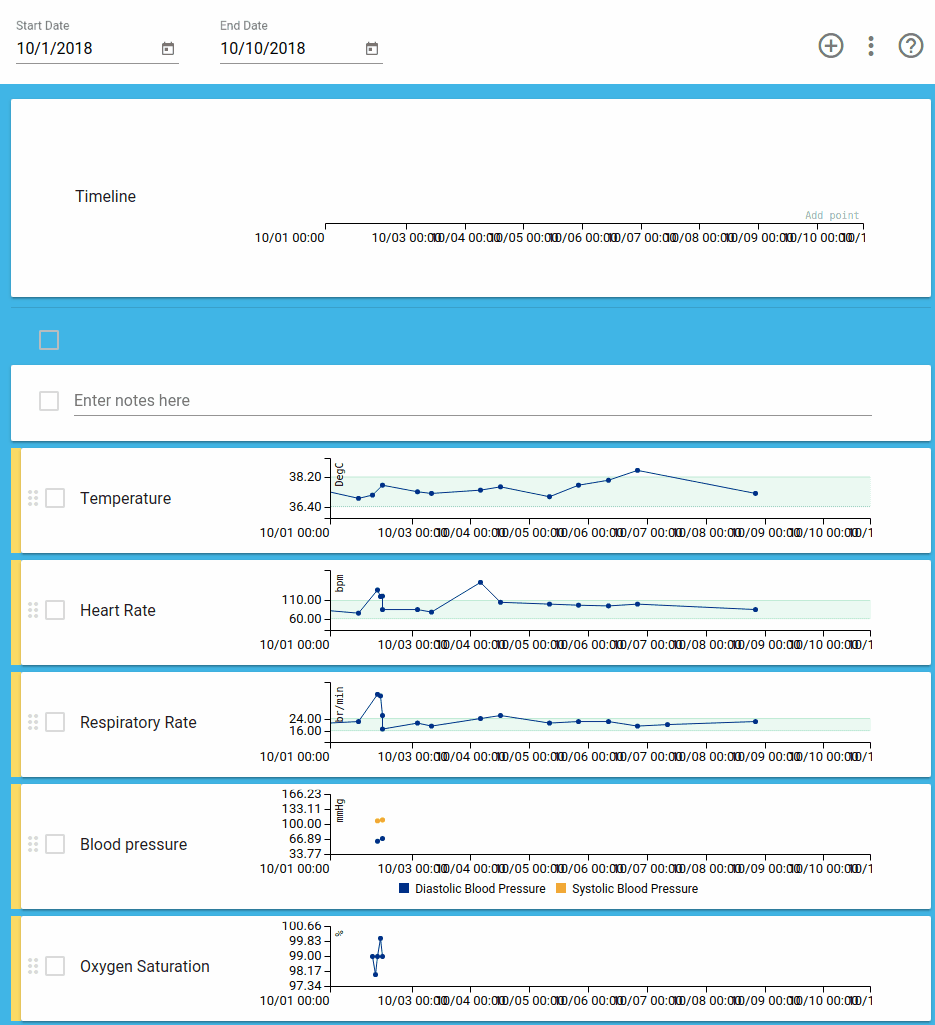 Start Date
End Date
10/1/2018
10/10/2018
Timeline
Add point
10/01 00:00 10/03 00:00 10/04 00:00 10/05 00:00 10/06 00:00 10/07 00:00 10/08 00:00 10/09 00:00 10/10 00:00 10/1
Enter notes here
Temperature
DegC
38.20
36.40
10/01 00:00 10/03 00:00 10/04 00:00 10/05 00:00 10/06 00:00 10/07 00:00 10/08 00:00 10/09 00:00 10/10 00:00 10/1
Heart Rate
bpm
110.00
60.00
10/01 00:00 10/03 00:00 10/04 00:00 10/05 00:00 10/06 00:00 10/07 00:00 10/08 00:00 10/09 00:00 10/10 00:00 10/1
Respiratory Rate
br/min
24.00
16.00
10/01 00:00 10/03 00:00 10/04 00:00 10/05 00:00 10/06 00:00 10/07 00:00 10/08 00:00 10/09 00:00 10/10 00:00 10/1
Blood pressure
mmHg
166.23
133.11
100.00
66.89
33.77
10/01 00:00 10/03 00:00 10/04 00:00 10/05 00:00 10/06 00:00 10/07 00:00 10/08 00:00 10/09 00:00 10/10 00:00 10/1
Diastolic Blood Pressure Systolic Blood Pressure
Oxygen Saturation
%
100.66
99.83
99.00
98.17
97.34
10/01 00:00 10/03 00:00 10/04 00:00 10/05 00:00 10/06 00:00 10/07 00:00 10/08 00:00 10/09 00:00 10/10 00:00 10/1